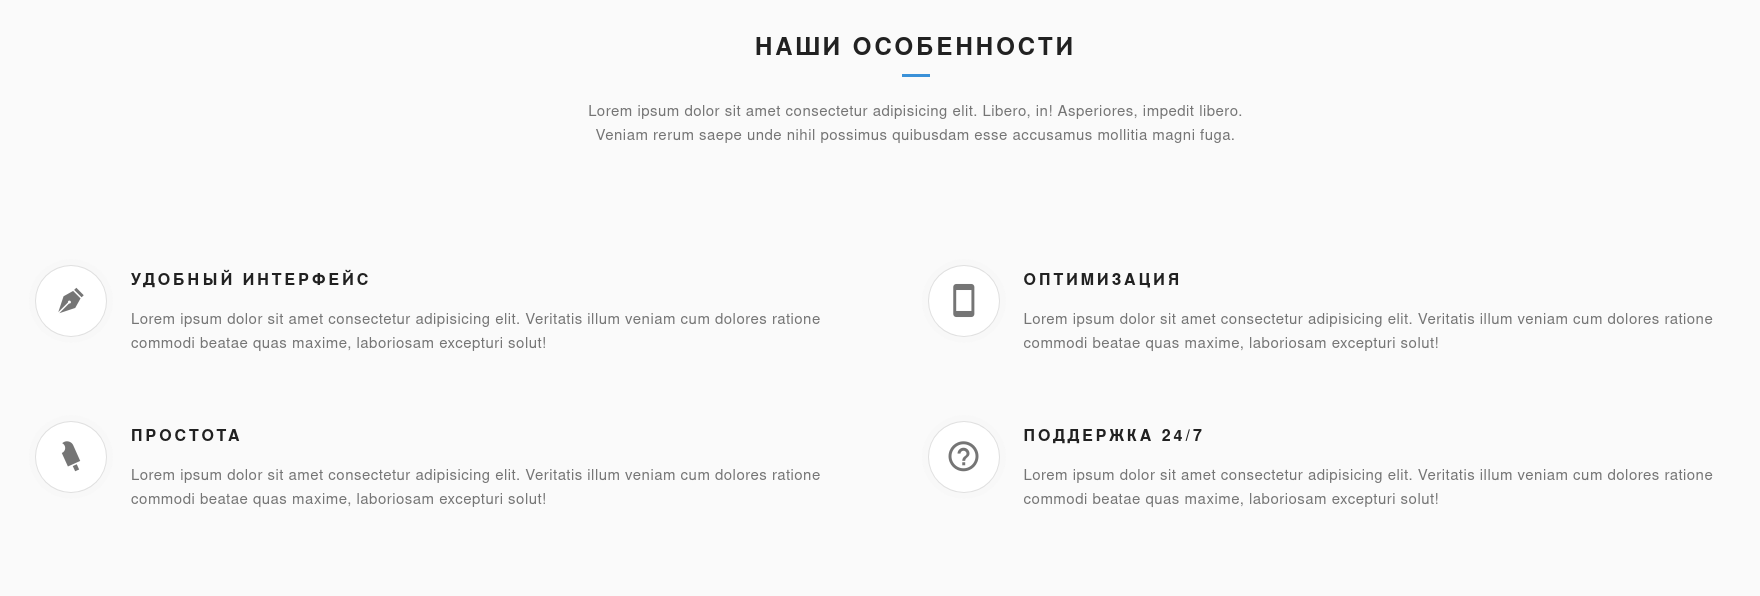 НАШИ ОСОБЕННОСТИ
Lorem ipsum dolor sit amet consectetur adipisicing elit. Libero, in! Asperiores, impedit libero.
Veniam rerum saepe unde nihil possimus quibusdam esse accusamus mollitia magni fuga.
УДОБНЫЙ ИНТЕРФЕЙС
Lorem ipsum dolor sit amet consectetur adipisicing elit. Veritatis illum veniam cum dolores ratione
commodi beatae quas maxime, laboriosam excepturi solut!
ОПТИМИЗАЦИЯ
Lorem ipsum dolor sit amet consectetur adipisicing elit. Veritatis illum veniam cum dolores ratione
commodi beatae quas maxime, laboriosam excepturi solut!
ПРОСТОТА
Lorem ipsum dolor sit amet consectetur adipisicing elit. Veritatis illum veniam cum dolores ratione
commodi beatae quas maxime, laboriosam excepturi solut!
ПОДДЕРЖКА 24/7
Lorem ipsum dolor sit amet consectetur adipisicing elit. Veritatis illum veniam cum dolores ratione
commodi beatae quas maxime, laboriosam excepturi solut!